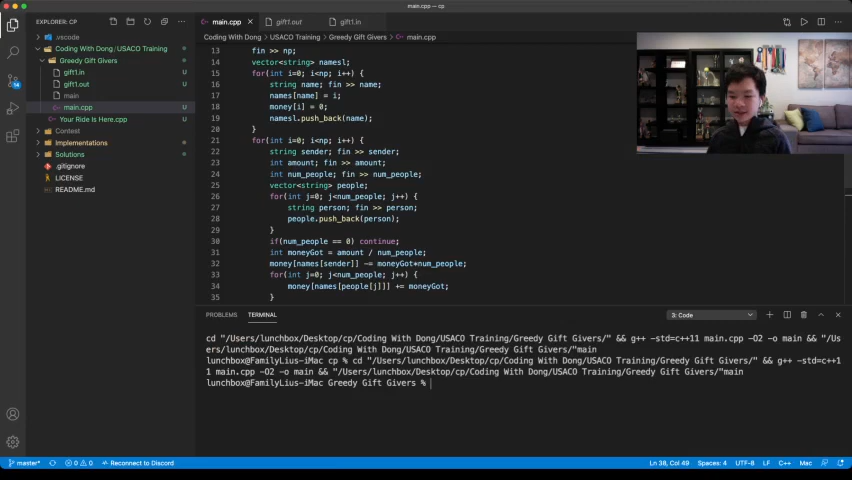 main.cpp — cp
EXPLORER: CP
main.cpp
gift1.out
gift1.in
.vscode
Coding With Dong / USACO Training
Greedy Gift Givers
gift1.in U
gift1.out U
main
main.cpp U
Your Ride Is Here.cpp U
Contest
Implementations
Solutions
.gitignore
LICENSE
README.md
Coding With Dong > USACO Training > Greedy Gift Givers > main.cpp
13 fin >> np;
14 vector<string> namesl;
15 for(int i=0; i<np; i++) {
16 string name; fin >> name;
17 names[name] = i;
18 money[i] = 0;
19 namesl.push_back(name);
20 }
21 for(int i=0; i<np; i++) {
22 string sender; fin >> sender;
23 int amount; fin >> amount;
24 int num_people; fin >> num_people;
25 vector<string> people;
26 for(int j=0; j<num_people; j++) {
27 string person; fin >> person;
28 people.push_back(person);
29 }
30 if(num_people == 0) continue;
31 int moneyGot = amount / num_people;
32 money[names[sender]] -= moneyGot*num_people;
33 for(int j=0; j<num_people; j++) {
34 money[names[people[j]]] += moneyGot;
35 }
PROBLEMS TERMINAL 3: Code
cd "/Users/lunchbox/Desktop/cp/Coding With Dong/USACO Training/Greedy Gift Givers/" && g++ -std=c++11 main.cpp -O2 -o main && "/Us
ers/lunchbox/Desktop/cp/Coding With Dong/USACO Training/Greedy Gift Givers/"main
lunchbox@FamilyLius-iMac cp % cd "/Users/lunchbox/Desktop/cp/Coding With Dong/USACO Training/Greedy Gift Givers/" && g++ -std=c++1
1 main.cpp -O2 -o main && "/Users/lunchbox/Desktop/cp/Coding With Dong/USACO Training/Greedy Gift Givers/"main
lunchbox@FamilyLius-iMac Greedy Gift Givers %
master* 0 0 Reconnect to Discord Ln 38, Col 49 Spaces: 4 UTF-8 LF C++ Mac